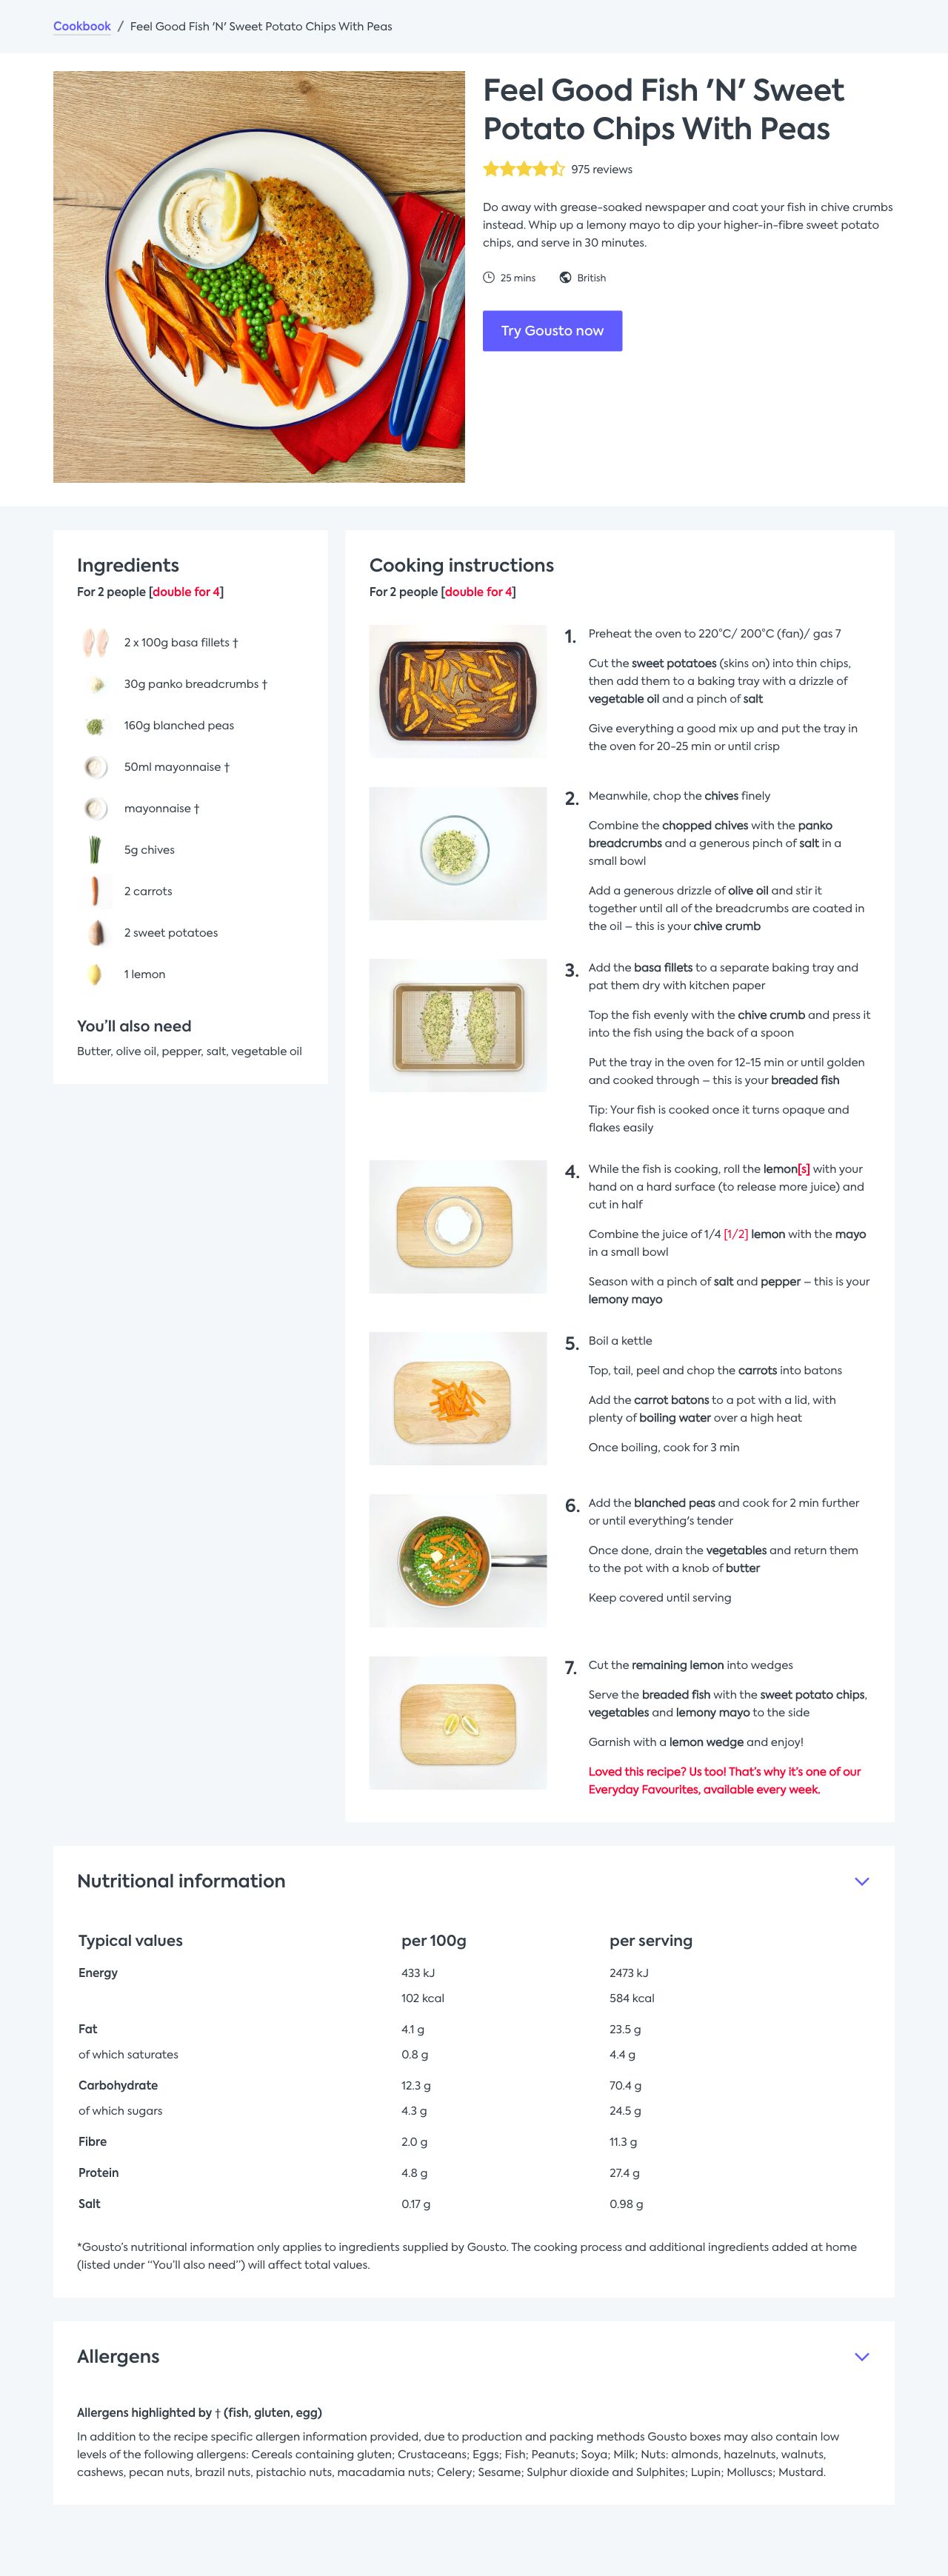 Cookbook / Feel Good Fish 'N' Sweet Potato Chips With Peas
Feel Good Fish 'N' Sweet
Potato Chips With Peas
975 reviews
Do away with grease-soaked newspaper and coat your fish in chive crumbs
instead. Whip up a lemony mayo to dip your higher-in-fibre sweet potato
chips, and serve in 30 minutes.
25 mins British
Try Gousto now
Ingredients
For 2 people [double for 4]
2 x 100g basa fillets †
30g panko breadcrumbs †
160g blanched peas
50ml mayonnaise †
mayonnaise †
5g chives
2 carrots
2 sweet potatoes
1 lemon
You'll also need
Butter, olive oil, pepper, salt, vegetable oil
Cooking instructions
For 2 people [double for 4]
1. Preheat the oven to 220°C/ 200°C (fan)/ gas 7
Cut the sweet potatoes (skins on) into thin chips,
then add them to a baking tray with a drizzle of
vegetable oil and a pinch of salt
Give everything a good mix up and put the tray in
the oven for 20-25 min or until crisp
2. Meanwhile, chop the chives finely
Combine the chopped chives with the panko
breadcrumbs and a generous pinch of salt in a
small bowl
Add a generous drizzle of olive oil and stir it
together until all of the breadcrumbs are coated in
the oil – this is your chive crumb
3. Add the basa fillets to a separate baking tray and
pat them dry with kitchen paper
Top the fish evenly with the chive crumb and press it
into the fish using the back of a spoon
Put the tray in the oven for 12-15 min or until golden
and cooked through – this is your breaded fish
Tip: Your fish is cooked once it turns opaque and
flakes easily
4. While the fish is cooking, roll the lemon[s] with your
hand on a hard surface (to release more juice) and
cut in half
Combine the juice of 1/4 [1/2] lemon with the mayo
in a small bowl
Season with a pinch of salt and pepper – this is your
lemony mayo
5. Boil a kettle
Top, tail, peel and chop the carrots into batons
Add the carrot batons to a pot with a lid, with
plenty of boiling water over a high heat
Once boiling, cook for 3 min
6. Add the blanched peas and cook for 2 min further
or until everything's tender
Once done, drain the vegetables and return them
to the pot with a knob of butter
Keep covered until serving
7. Cut the remaining lemon into wedges
Serve the breaded fish with the sweet potato chips,
vegetables and lemony mayo to the side
Garnish with a lemon wedge and enjoy!
Loved this recipe? Us too! That's why it's one of our
Everyday Favourites, available every week.
Nutritional information
Typical values per 100g per serving
Energy 433 kJ 2473 kJ
102 kcal 584 kcal
Fat 4.1 g 23.5 g
of which saturates 0.8 g 4.4 g
Carbohydrate 12.3 g 70.4 g
of which sugars 4.3 g 24.5 g
Fibre 2.0 g 11.3 g
Protein 4.8 g 27.4 g
Salt 0.17 g 0.98 g
*Gousto's nutritional information only applies to ingredients supplied by Gousto. The cooking process and additional ingredients added at home
(listed under "You'll also need") will affect total values.
Allergens
Allergens highlighted by † (fish, gluten, egg)
In addition to the recipe specific allergen information provided, due to production and packing methods Gousto boxes may also contain low
levels of the following allergens: Cereals containing gluten; Crustaceans; Eggs; Fish; Peanuts; Soya; Milk; Nuts: almonds, hazelnuts, walnuts,
cashews, pecan nuts, brazil nuts, pistachio nuts, macadamia nuts; Celery; Sesame; Sulphur dioxide and Sulphites; Lupin; Molluscs; Mustard.